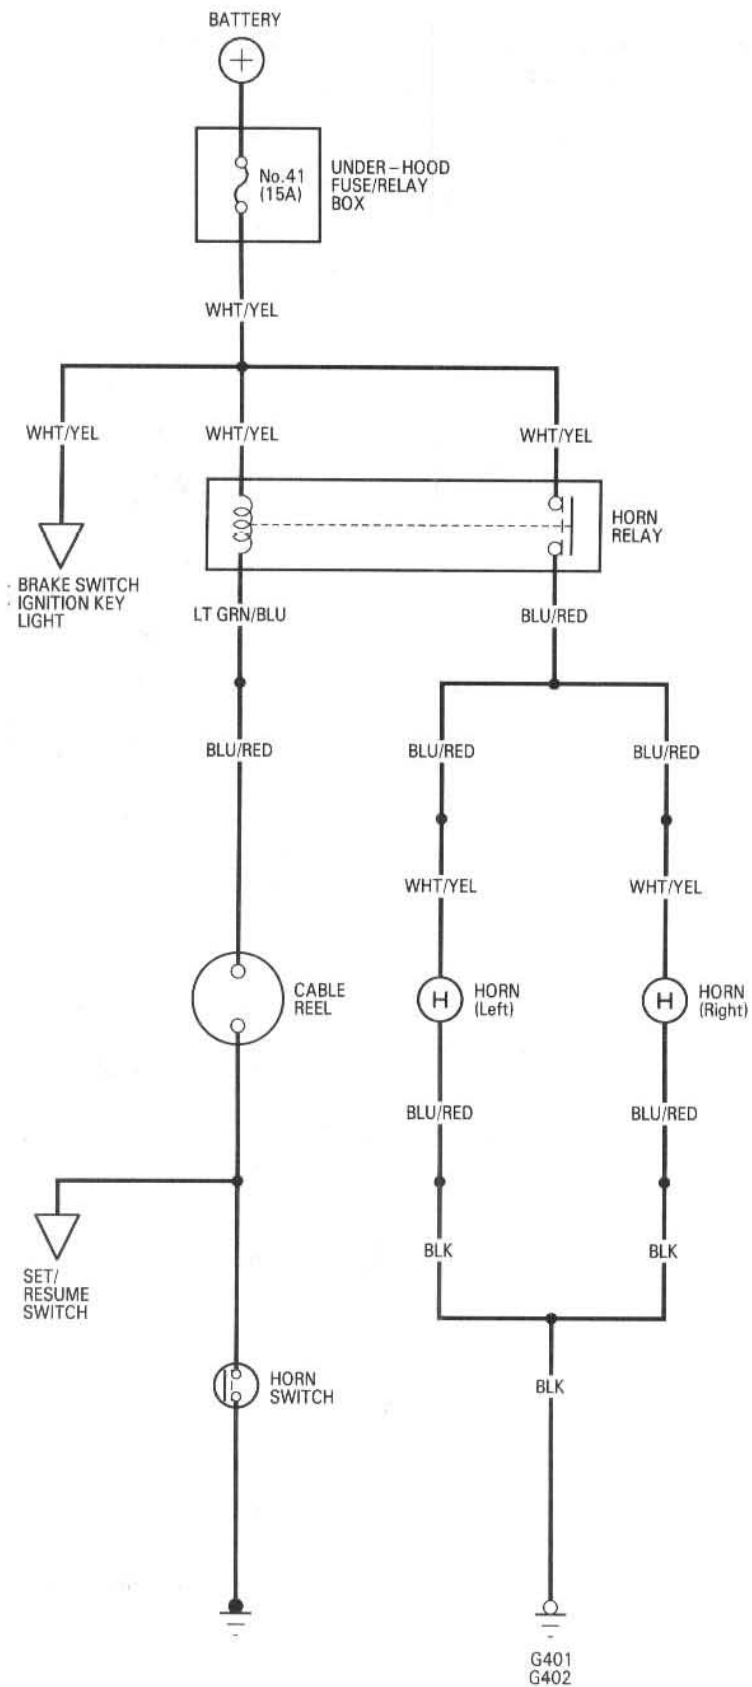 BATTERY
No.41
(15A)
UNDER–HOOD
FUSE/RELAY
BOX
WHT/YEL
WHT/YEL
WHT/YEL
WHT/YEL
HORN
RELAY
BRAKE SWITCH
IGNITION KEY
LIGHT
LT GRN/BLU
BLU/RED
BLU/RED
BLU/RED
BLU/RED
WHT/YEL
WHT/YEL
CABLE
REEL
H
HORN
(Left)
H
HORN
(Right)
BLU/RED
BLU/RED
BLK
BLK
SET/
RESUME
SWITCH
HORN
SWITCH
BLK
G401
G402